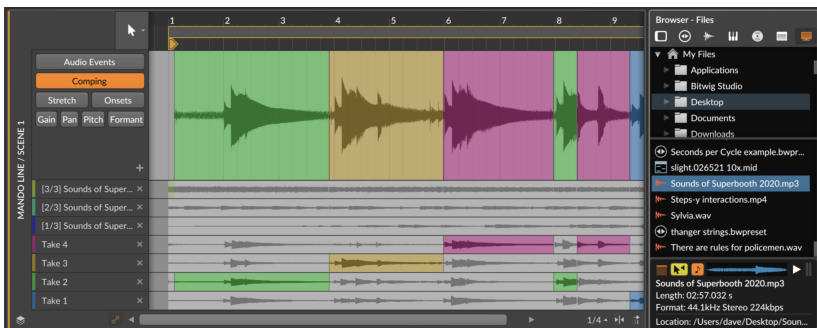 1 2 3 4 5 6 7 8 9
Audio Events
Comping
Stretch Onsets
Gain Pan Pitch Formant
+
MANDO LINE / SCENE 1
[3/3] Sounds of Super... ×
[2/3] Sounds of Super... ×
[1/3] Sounds of Super... ×
Take 4 ×
Take 3 ×
Take 2 ×
Take 1 ×
1/4
Browser - Files
My Files
Applications
Bitwig Studio
Desktop
Documents
Downloads
Seconds per Cycle example.bwpr...
slight.026521 10x.mid
Sounds of Superbooth 2020.mp3
Steps-y interactions.mp4
Sylvia.wav
thanger strings.bwpreset
There are rules for policemen.wav
Sounds of Superbooth 2020.mp3
Length: 02:57.032 s
Format: 44.1kHz Stereo 224kbps
Location: /Users/dave/Desktop/Soun...